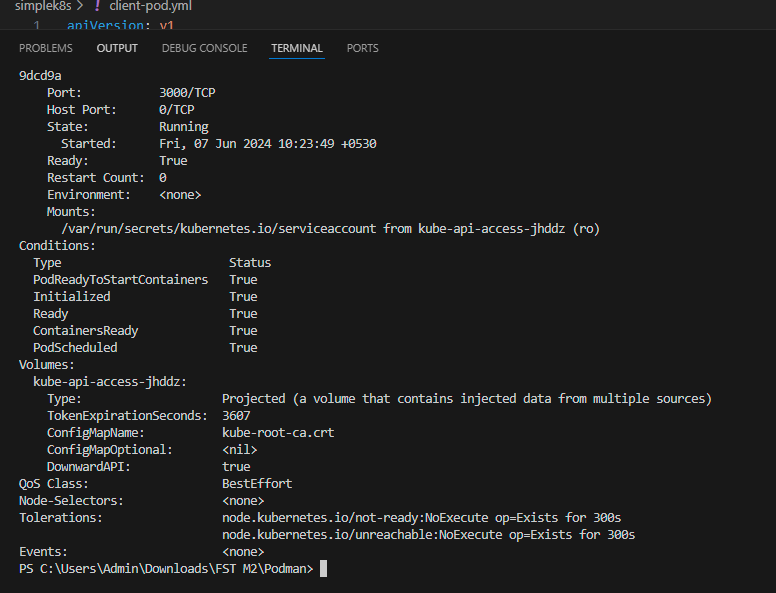 simplek8s > ! client-pod.yml
1 apiVersion: v1
PROBLEMS OUTPUT DEBUG CONSOLE TERMINAL PORTS
9dcd9a
Port: 3000/TCP
Host Port: 0/TCP
State: Running
Started: Fri, 07 Jun 2024 10:23:49 +0530
Ready: True
Restart Count: 0
Environment: <none>
Mounts:
/var/run/secrets/kubernetes.io/serviceaccount from kube-api-access-jhddz (ro)
Conditions:
Type Status
PodReadyToStartContainers True
Initialized True
Ready True
ContainersReady True
PodScheduled True
Volumes:
kube-api-access-jhddz:
Type: Projected (a volume that contains injected data from multiple sources)
TokenExpirationSeconds: 3607
ConfigMapName: kube-root-ca.crt
ConfigMapOptional: <nil>
DownwardAPI: true
QoS Class: BestEffort
Node-Selectors: <none>
Tolerations: node.kubernetes.io/not-ready:NoExecute op=Exists for 300s
node.kubernetes.io/unreachable:NoExecute op=Exists for 300s
Events: <none>
PS C:\Users\Admin\Downloads\FST M2\Podman>